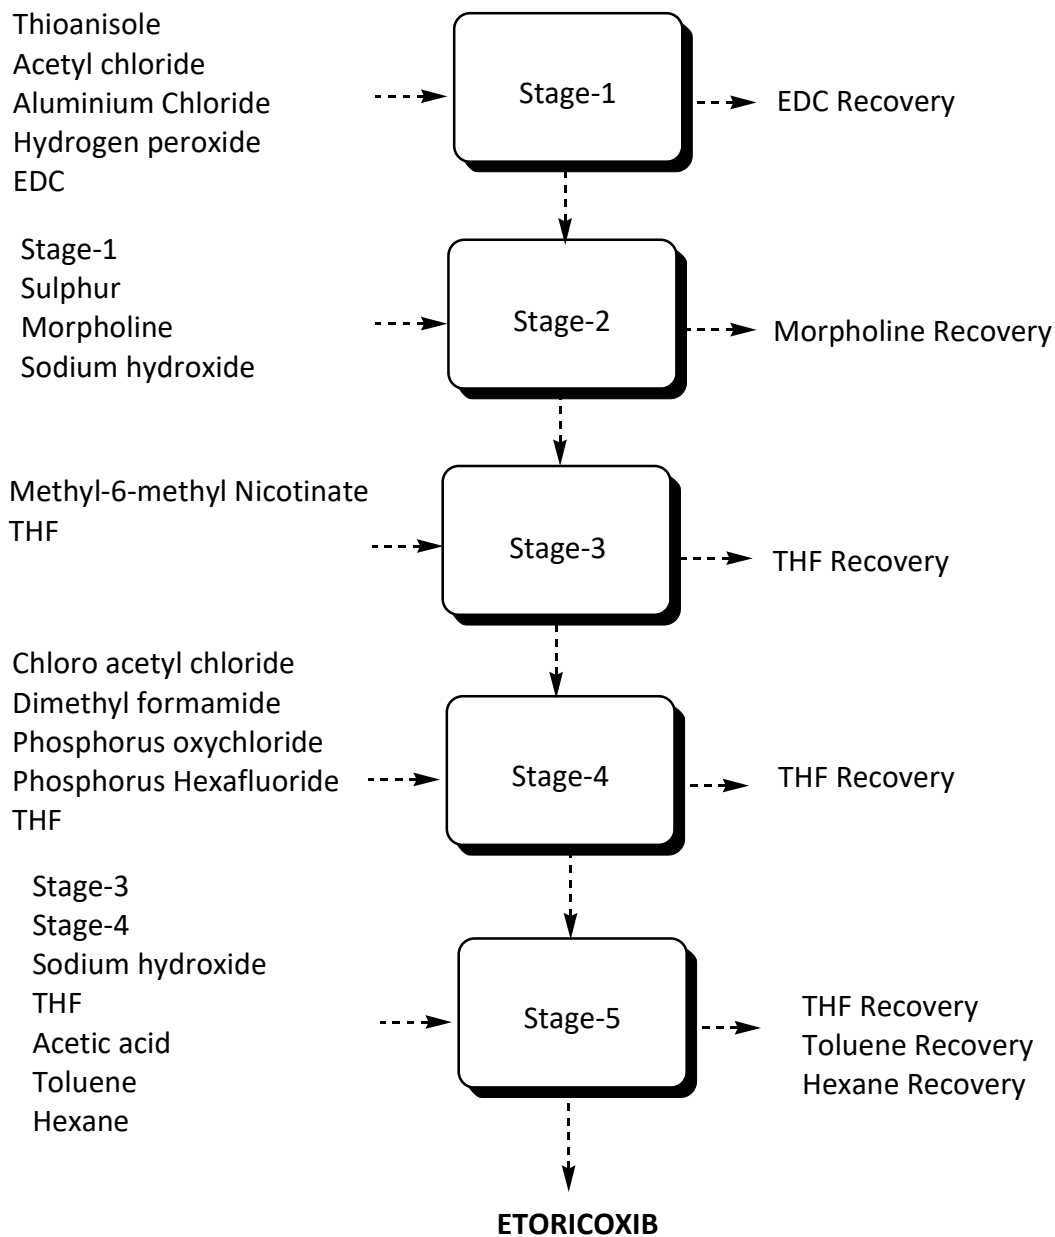 Thioanisole
Acetyl chloride
Aluminium Chloride
Hydrogen peroxide
EDC
Stage-1
EDC Recovery
Stage-1
Sulphur
Morpholine
Sodium hydroxide
Stage-2
Morpholine Recovery
Methyl-6-methyl Nicotinate
THF
Stage-3
THF Recovery
Chloro acetyl chloride
Dimethyl formamide
Phosphorus oxychloride
Phosphorus Hexafluoride
THF
Stage-4
THF Recovery
Stage-3
Stage-4
Sodium hydroxide
THF
Acetic acid
Toluene
Hexane
Stage-5
THF Recovery
Toluene Recovery
Hexane Recovery
ETORICOXIB